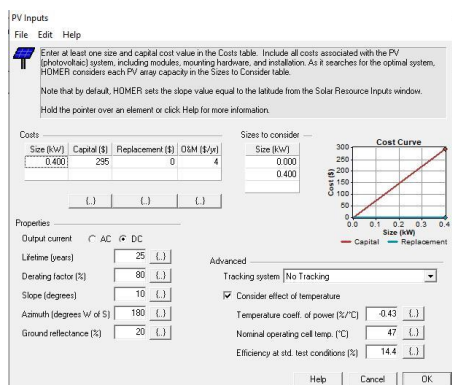 PV Inputs
File Edit Help
Enter at least one size and capital cost value in the Costs table. Include all costs associated with the PV
(photovoltaic) system, including modules, mounting hardware, and installation. As it searches for the optimal system,
HOMER considers each PV array capacity in the Sizes to Consider table.
Note that by default, HOMER sets the slope value equal to the latitude from the Solar Resource Inputs window.
Hold the pointer over an element or click Help for more information.
Costs
Size (kW) Capital ($) Replacement ($) O&M ($/yr)
0.400 295 0 4
{..} {..} {..}
Sizes to consider
Size (kW)
0.000
0.400
Cost Curve
Cost ($)
300
250
200
150
100
50
0
0.0 0.1 0.2 0.3 0.4
Size (kW)
Capital Replacement
Properties
Output current AC DC
Lifetime (years) 25 {..}
Derating factor (%) 80 {..}
Slope (degrees) 10 {..}
Azimuth (degrees W of S) 180 {..}
Ground reflectance (%) 20 {..}
Advanced
Tracking system No Tracking
Consider effect of temperature
Temperature coeff. of power (%/°C) -0.43 {..}
Nominal operating cell temp. (°C) 47 {..}
Efficiency at std. test conditions (%) 14.4 {..}
Help Cancel OK